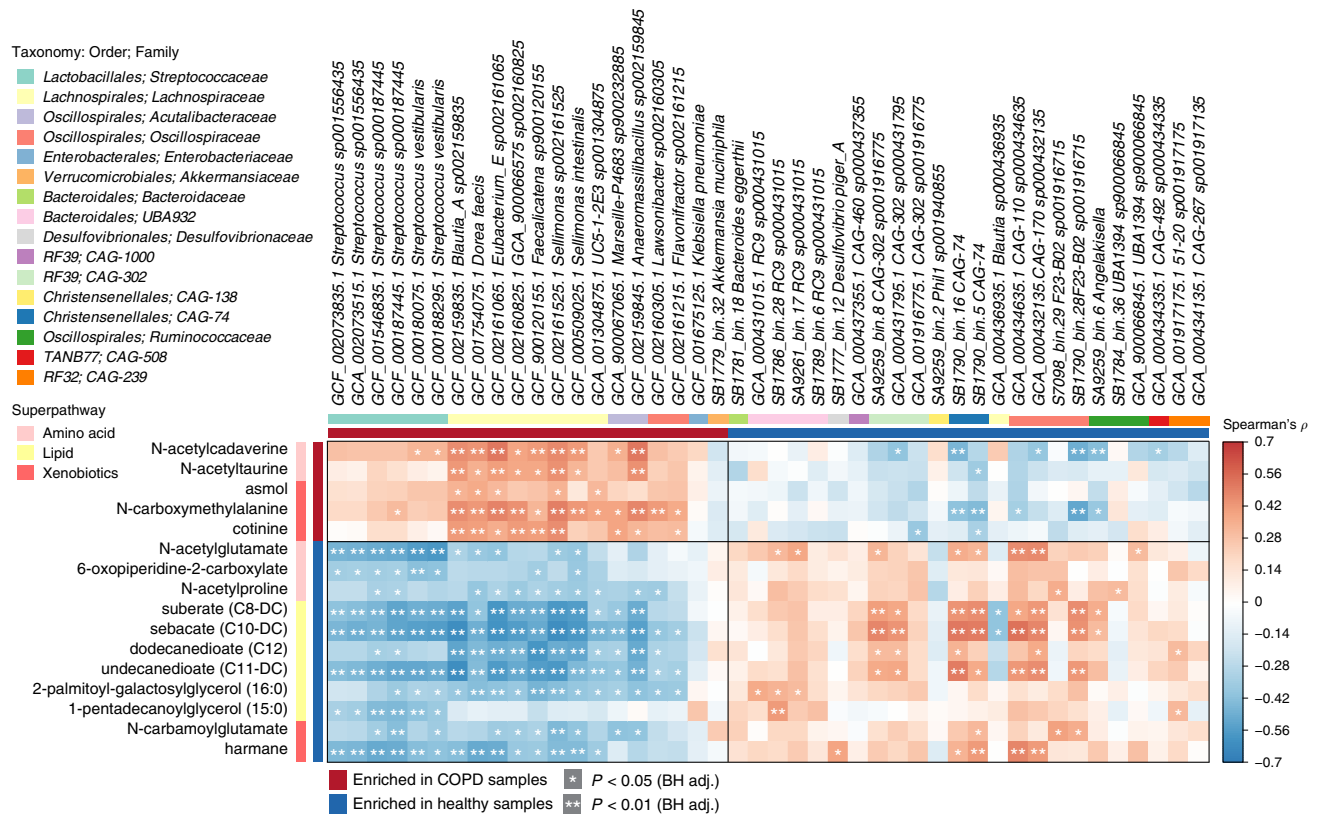 Taxonomy: Order; Family
Lactobacillales; Streptococcaceae
Lachnospirales; Lachnospiraceae
Oscillospirales; Acutalibacteraceae
Oscillospirales; Oscillospiraceae
Enterobacterales; Enterobacteriaceae
Verrucomicrobiales; Akkermansiaceae
Bacteroidales; Bacteroidaceae
Bacteroidales; UBA932
Desulfovibrionales; Desulfovibrionaceae
RF39; CAG-1000
RF39; CAG-302
Christensenellales; CAG-138
Christensenellales; CAG-74
Oscillospirales; Ruminococcaceae
TANB77; CAG-508
RF32; CAG-239
Superpathway
Amino acid
Lipid
Xenobiotics
GCF_002073835.1 Streptococcus sp001556435
GCA_002073515.1 Streptococcus sp001556435
GCF_001546835.1 Streptococcus sp000187445
GCF_000187445.1 Streptococcus sp000187445
GCF_000180075.1 Streptococcus vestibularis
GCF_000188295.1 Streptococcus vestibularis
GCF_002159835.1 Blautia_A sp002159835
GCF_001754075.1 Dorea faecis
GCF_002161065.1 Eubacterium_E sp002161065
GCF_002160825.1 GCA_900066575 sp002160825
GCF_900120155.1 Faecalicatena sp900120155
GCF_002161525.1 Sellimonas sp002161525
GCF_000509025.1 Sellimonas intestinalis
GCA_001304875.1 UC5-1-2E3 sp001304875
GCA_900067065.1 Marseille-P4683 sp900232885
GCF_002159845.1 Anaeromassilibacillus sp002159845
GCF_002160305.1 Lawsonibacter sp002160305
GCF_002161215.1 Flavonifractor sp002161215
GCF_001675125.1 Klebsiella pneumoniae
SB1779_bin.32 Akkermansia muciniphila
SB1781_bin.18 Bacteroides eggerthii
GCA_000431015.1 RC9 sp000431015
SB1786_bin.28 RC9 sp000431015
SA9261_bin.17 RC9 sp000431015
SB1789_bin.6 RC9 sp000431015
SB1777_bin.12 Desulfovibrio piger_A
GCA_000437355.1 CAG-460 sp000437355
SA9259_bin.8 CAG-302 sp001916775
GCA_000431795.1 CAG-302 sp000431795
GCA_001916775.1 CAG-302 sp001916775
SA9259_bin.2 Phil1 sp001940855
SB1790_bin.16 CAG-74
SB1790_bin.5 CAG-74
GCA_000436935.1 Blautia sp000436935
GCA_000434635.1 CAG-110 sp000434635
GCA_000432135.CAG-170 sp000432135
S7098_bin.29 F23-B02 sp001916715
SB1790_bin.28F23-B02 sp001916715
SA9259_bin.6 Angelakisella
SB1784_bin.36 UBA1394 sp900066845
GCA_900066845.1 UBA1394 sp900066845
GCA_000434335.1 CAG-492 sp000434335
GCA_001917175.1 51-20 sp001917175
GCA_000434135.1 CAG-267 sp001917135
N-acetylcadaverine
N-acetyltaurine
asmol
N-carboxymethylalanine
cotinine
N-acetylglutamate
6-oxopiperidine-2-carboxylate
N-acetylproline
suberate (C8-DC)
sebacate (C10-DC)
dodecanedioate (C12)
undecanedioate (C11-DC)
2-palmitoyl-galactosylglycerol (16:0)
1-pentadecanoylglycerol (15:0)
N-carbamoylglutamate
harmane
Spearman's ρ
0.7
0.56
0.42
0.28
0.14
0
−0.14
−0.28
−0.42
−0.56
−0.7
Enriched in COPD samples
* P < 0.05 (BH adj.)
Enriched in healthy samples
** P < 0.01 (BH adj.)